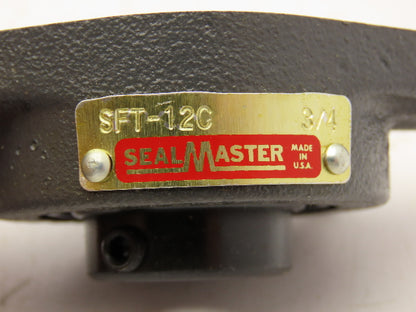 SFT-12C 3/4
SEALMASTER MADE IN U.S.A.